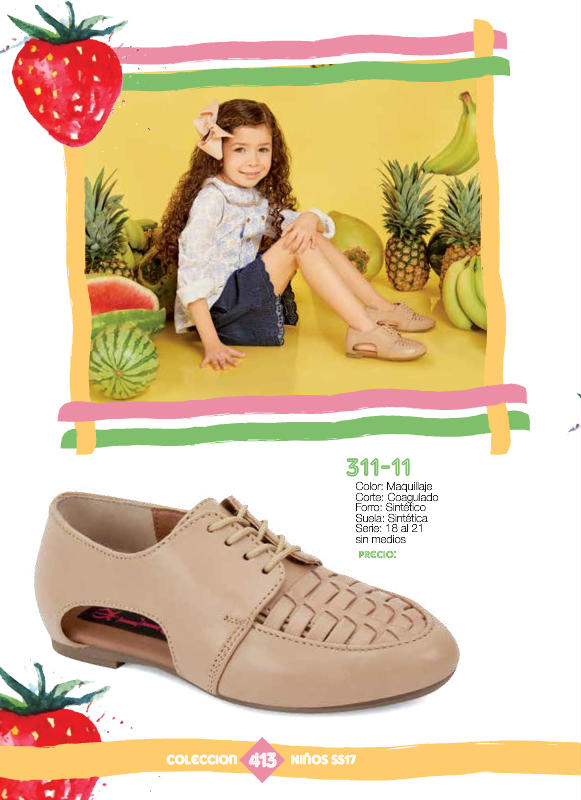 311-11
Color: Maquillaje
Corte: Coagulado
Forro: Sintético
Suela: Sintética
Serie: 18 al 21
sin medios
PRECIO:
COLECCION 413 NIÑOS SS17